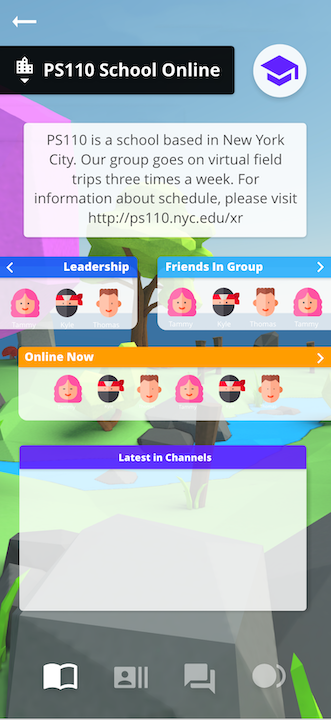 PS110 School Online
PS110 is a school based in New York
City. Our group goes on virtual field
trips three times a week. For
information about schedule, please visit
http://ps110.nyc.edu/xr
Leadership
Friends In Group
Tammy Kyle Thomas
Tammy Kyle Thomas Tammy
Online Now
Latest in Channels